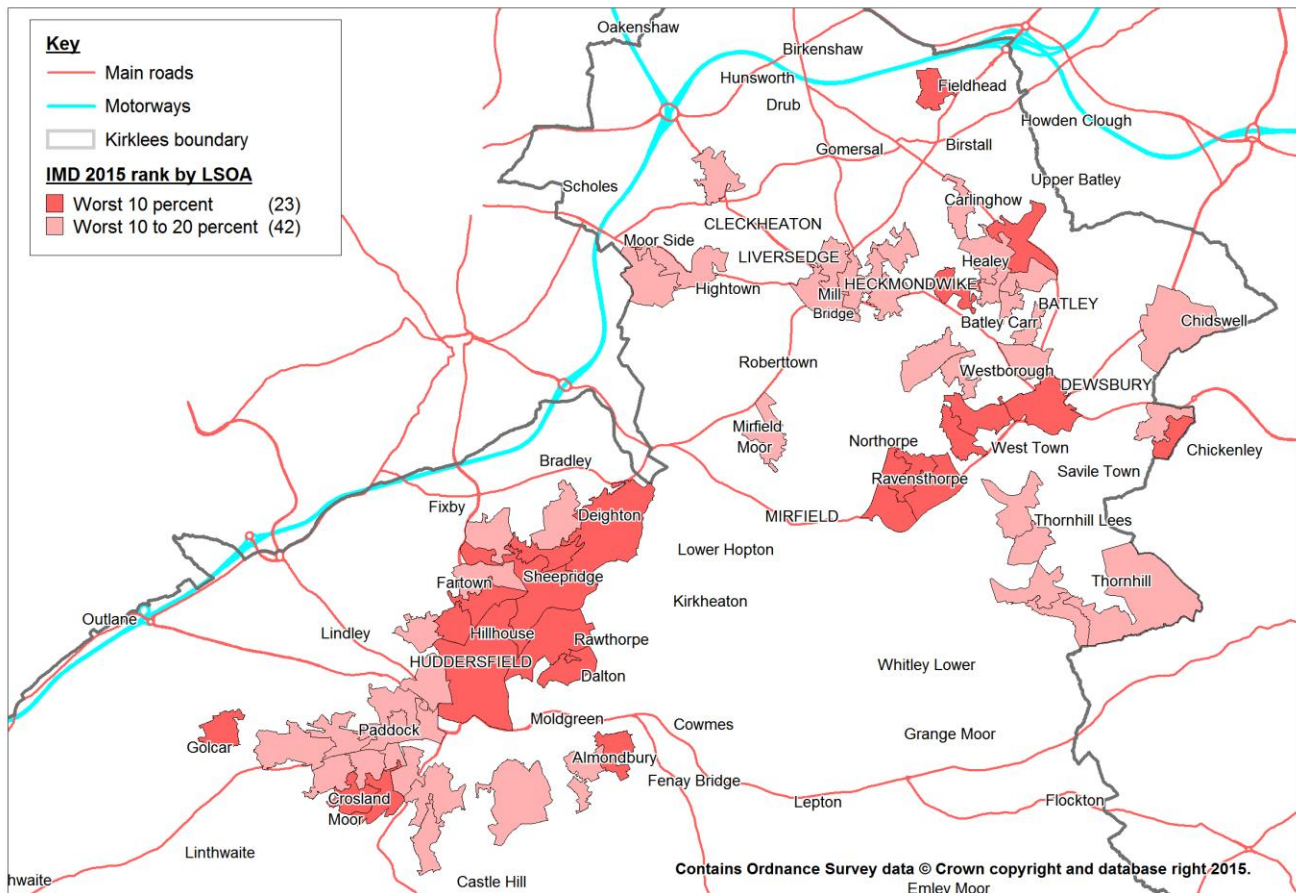 Key
Main roads
Motorways
Kirklees boundary
IMD 2015 rank by LSOA
Worst 10 percent (23)
Worst 10 to 20 percent (42)
Oakenshaw
Birkenshaw
Hunsworth
Drub
Fieldhead
Howden Clough
Gomersal
Birstall
Scholes
Upper Batley
Carlinghow
CLECKHEATON
Moor Side
LIVERSEDGE
Healey
Hightown
Mill
Bridge
HECKMONDWIKE
BATLEY
Batley Carr
Chidswell
Roberttown
Westborough
DEWSBURY
Mirfield
Moor
Northorpe
West Town
Chickenley
Bradley
Ravensthorpe
Savile Town
Fixby
Deighton
MIRFIELD
Thornhill Lees
Lower Hopton
Sheepridge
Fartown
Thornhill
Kirkheaton
Outlane
Lindley
Hillhouse
Rawthorpe
HUDDERSFIELD
Dalton
Whitley Lower
Moldgreen
Cowmes
Paddock
Grange Moor
Golcar
Almondbury
Fenay Bridge
Crosland
Moor
Lepton
Flockton
Linthwaite
hwaite
Castle Hill
Contains Ordnance Survey data © Crown copyright and database right 2015.
Emley Moor